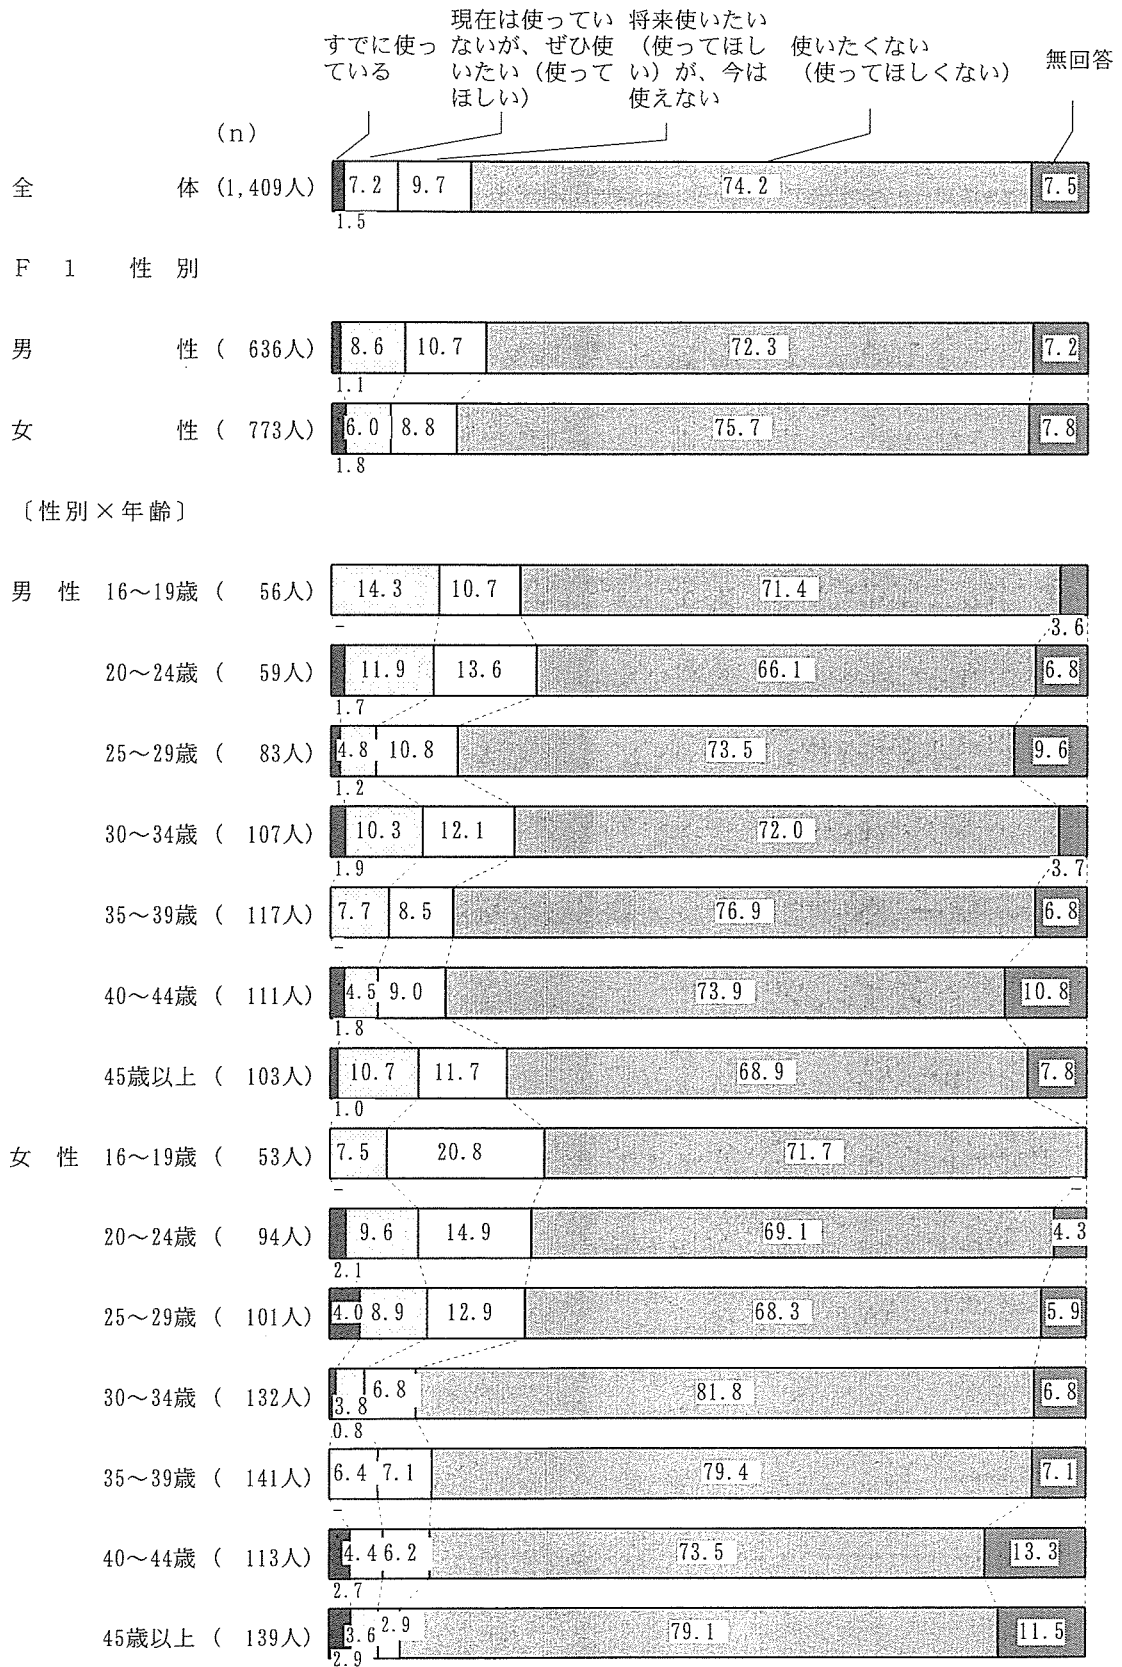 すでに使っ
ている
現在は使ってい
ないが、ぜひ使
いたい（使って
ほしい）
将来使いたい
（使ってほし
い）が、今は
使えない
使いたくない
（使ってほしくない）
無回答
(n)
全　　体 (1,409人) 7.2 9.7 74.2 7.5
1.5
Ｆ１　性別
男　　性 ( 636人) 8.6 10.7 72.3 7.2
1.1
女　　性 ( 773人) 6.0 8.8 75.7 7.8
1.8
〔性別×年齢〕
男　性 16～19歳 ( 56人) 14.3 10.7 71.4
- 3.6
20～24歳 ( 59人) 11.9 13.6 66.1 6.8
1.7
25～29歳 ( 83人) 4.8 10.8 73.5 9.6
1.2
30～34歳 ( 107人) 10.3 12.1 72.0
1.9 3.7
35～39歳 ( 117人) 7.7 8.5 76.9 6.8
-
40～44歳 ( 111人) 4.5 9.0 73.9 10.8
1.8
45歳以上 ( 103人) 10.7 11.7 68.9 7.8
1.0
女　性 16～19歳 ( 53人) 7.5 20.8 71.7
- -
20～24歳 ( 94人) 9.6 14.9 69.1 4.3
2.1
25～29歳 ( 101人) 4.0 8.9 12.9 68.3 5.9
30～34歳 ( 132人) 3.8 6.8 81.8 6.8
0.8
35～39歳 ( 141人) 6.4 7.1 79.4 7.1
-
40～44歳 ( 113人) 4.4 6.2 73.5 13.3
2.7
45歳以上 ( 139人) 3.6 2.9 79.1 11.5
2.9